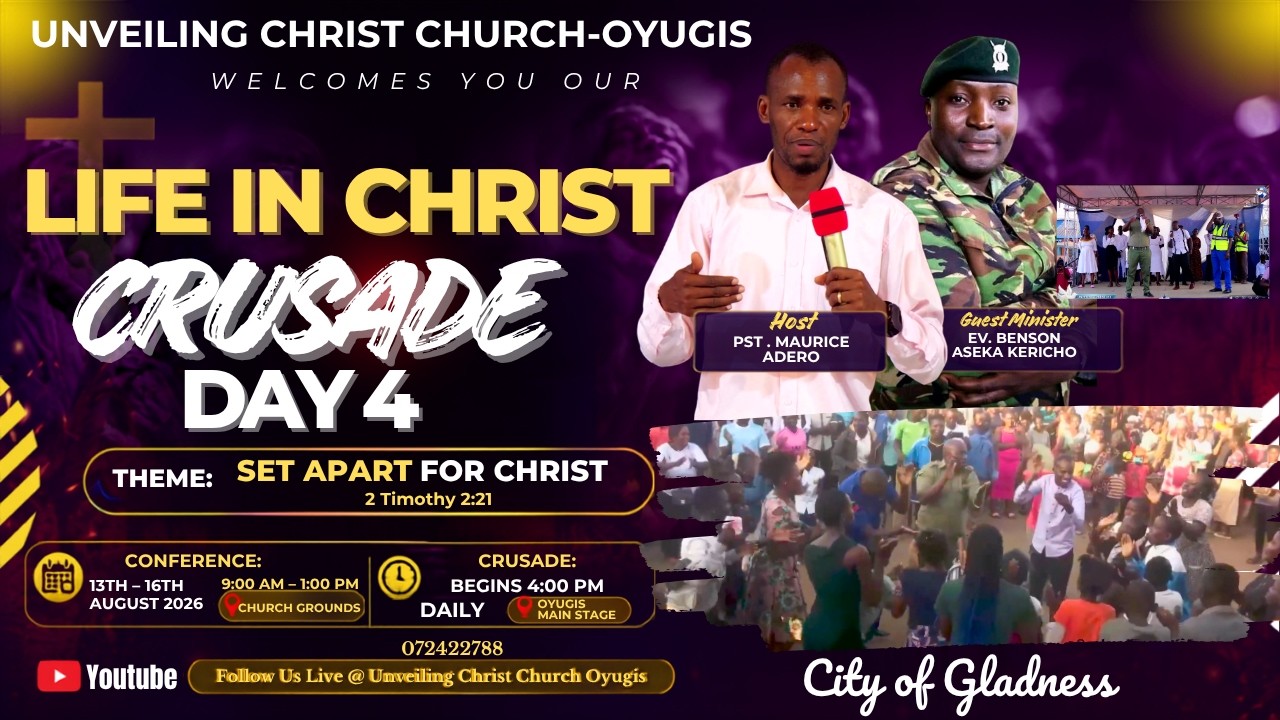 UNVEILING CHRIST CHURCH-OYUGIS
WELCOMES YOU OUR
LIFE IN CHRIST
CRUSADE
DAY 4
THEME: SET APART FOR CHRIST
2 Timothy 2:21
CONFERENCE:
13TH – 16TH
AUGUST 2026
9:00 AM – 1:00 PM
CHURCH GROUNDS
CRUSADE:
BEGINS 4:00 PM
DAILY
OYUGIS
MAIN STAGE
072422788
Youtube
Follow Us Live @ Unveiling Christ Church Oyugis
Host
PST . MAURICE
ADERO
Guest Minister
EV. BENSON
ASEKA KERICHO
City of Gladness